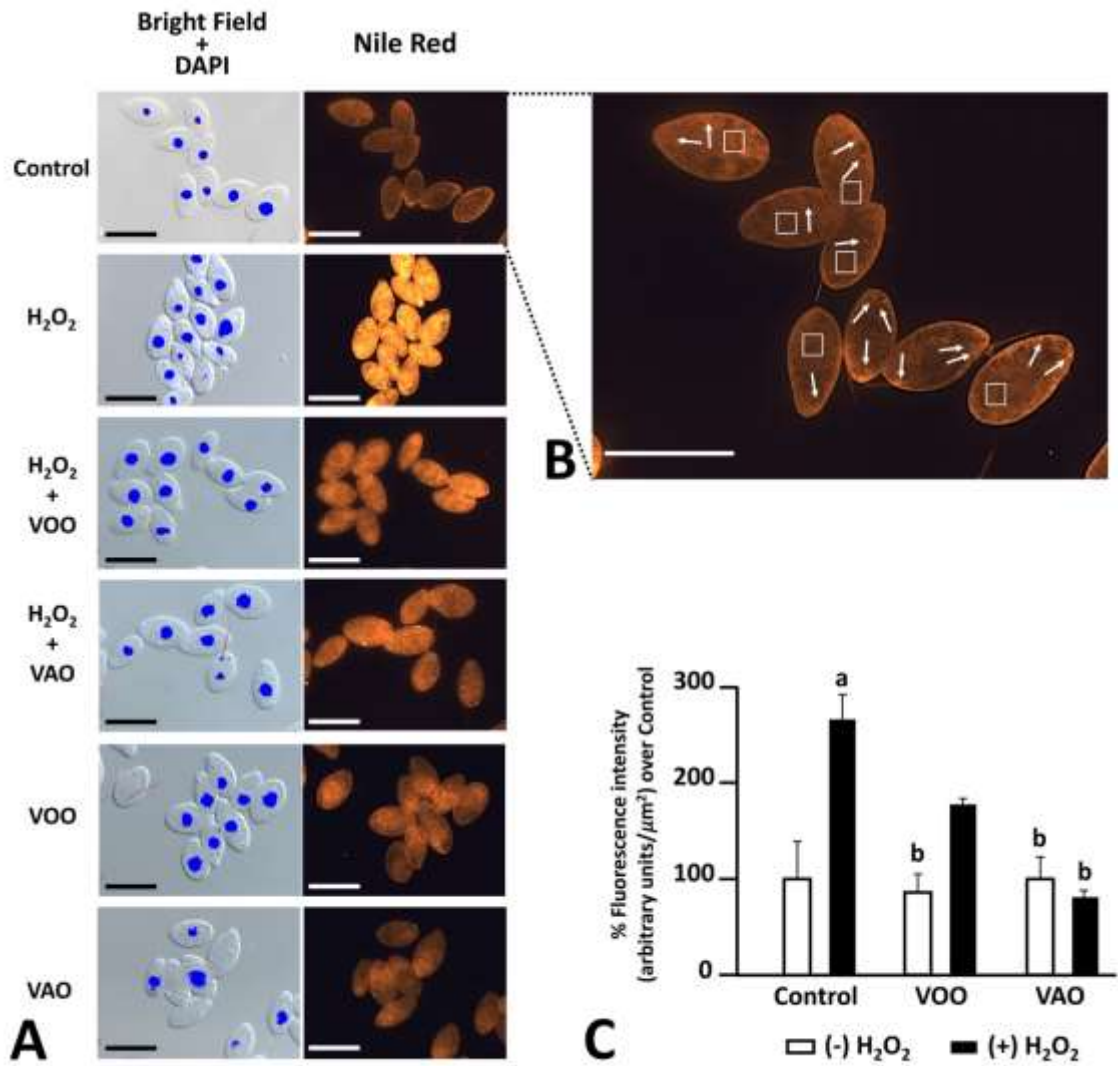 Bright Field
+
DAPI
Nile Red
Control
H₂O₂
H₂O₂
+
VOO
H₂O₂
+
VAO
VOO
VAO
A
B
% Fluorescence intensity
(arbitrary units/μm²) over Control
300
200
100
0
a
b
b
b
Control
VOO
VAO
(-) H₂O₂
(+) H₂O₂
C